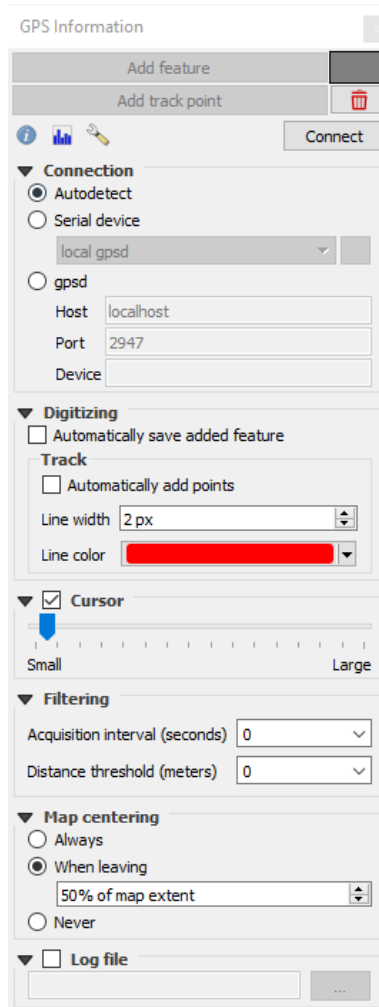 GPS Information
Add feature
Add track point
Connect
Connection
Autodetect
Serial device
local gpsd
gpsd
Host localhost
Port 2947
Device
Digitizing
Automatically save added feature
Track
Automatically add points
Line width 2 px
Line color
Cursor
Small Large
Filtering
Acquisition interval (seconds) 0
Distance threshold (meters) 0
Map centering
Always
When leaving
50% of map extent
Never
Log file
...